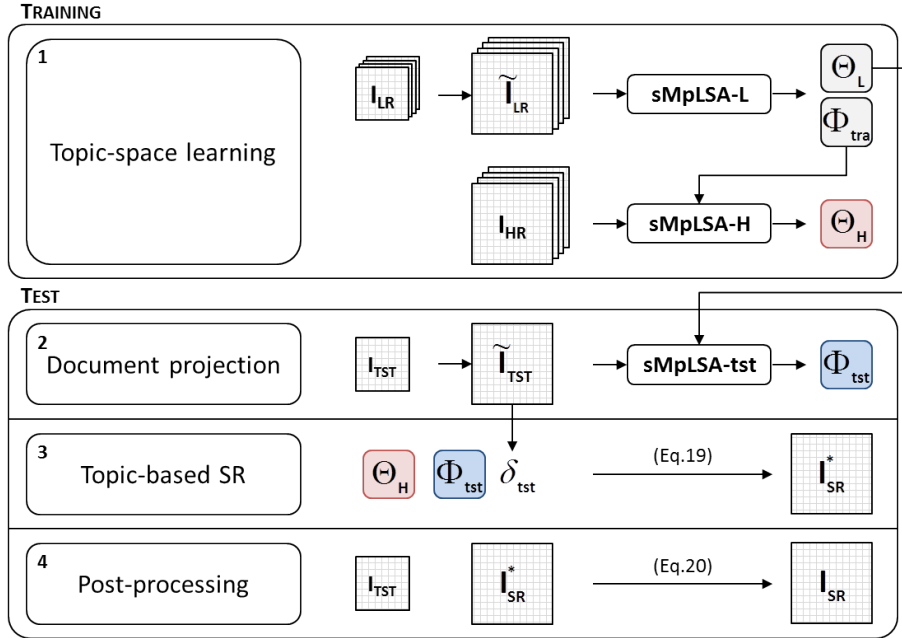 TRAINING
1
Topic-space learning
I_LR
Ĩ_LR
sMpLSA-L
Θ_L
Φ_tra
I_HR
sMpLSA-H
Θ_H
TEST
2
Document projection
I_TST
Ĩ_TST
sMpLSA-tst
Φ_tst
3
Topic-based SR
Θ_H
Φ_tst
δ_tst
(Eq.19)
I*_SR
4
Post-processing
I_TST
I*_SR
(Eq.20)
I_SR